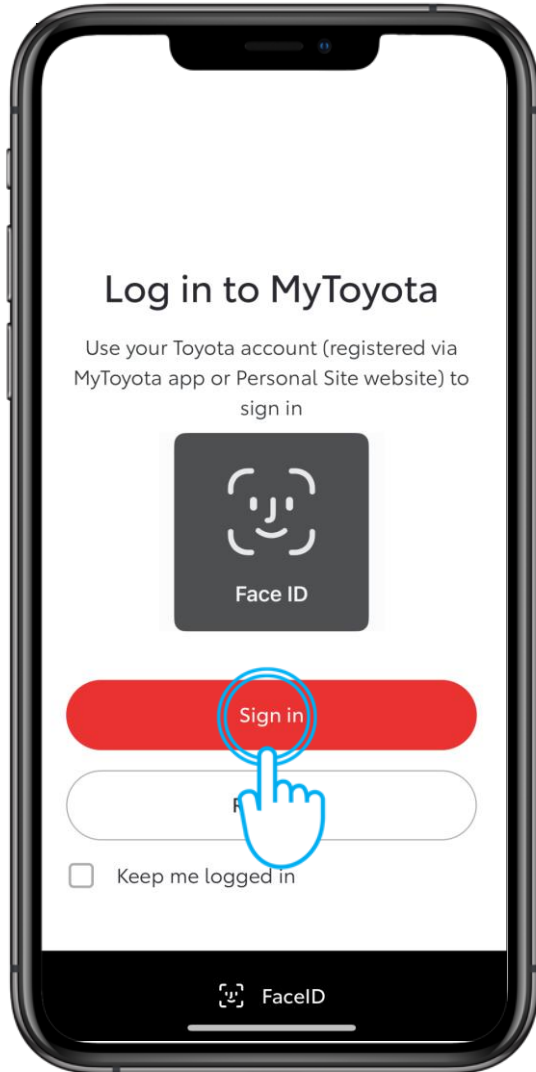 Log in to MyToyota
Use your Toyota account (registered via
MyToyota app or Personal Site website) to
sign in
Face ID
Sign in
Keep me logged in
FaceID